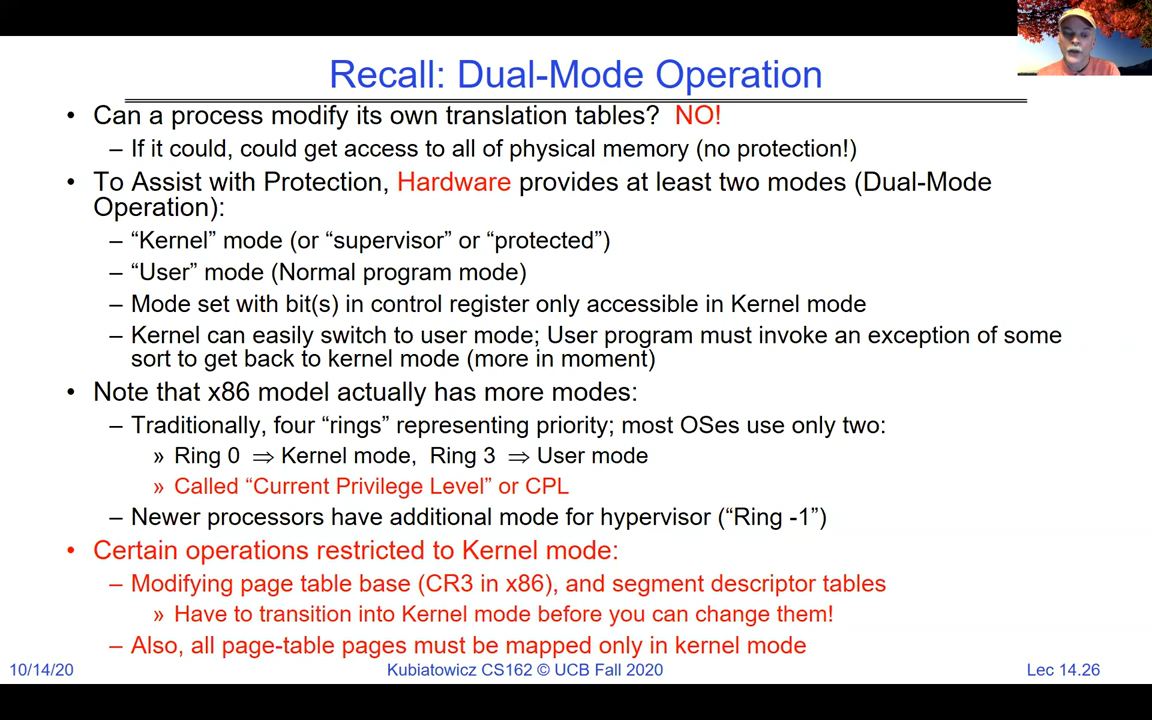 Recall: Dual-Mode Operation
• Can a process modify its own translation tables? NO!
– If it could, could get access to all of physical memory (no protection!)
• To Assist with Protection, Hardware provides at least two modes (Dual-Mode
Operation):
– “Kernel” mode (or “supervisor” or “protected”)
– “User” mode (Normal program mode)
– Mode set with bit(s) in control register only accessible in Kernel mode
– Kernel can easily switch to user mode; User program must invoke an exception of some
sort to get back to kernel mode (more in moment)
• Note that x86 model actually has more modes:
– Traditionally, four “rings” representing priority; most OSes use only two:
» Ring 0 ⇒ Kernel mode, Ring 3 ⇒ User mode
» Called “Current Privilege Level” or CPL
– Newer processors have additional mode for hypervisor (“Ring -1”)
• Certain operations restricted to Kernel mode:
– Modifying page table base (CR3 in x86), and segment descriptor tables
» Have to transition into Kernel mode before you can change them!
– Also, all page-table pages must be mapped only in kernel mode
10/14/20 Kubiatowicz CS162 © UCB Fall 2020 Lec 14.26